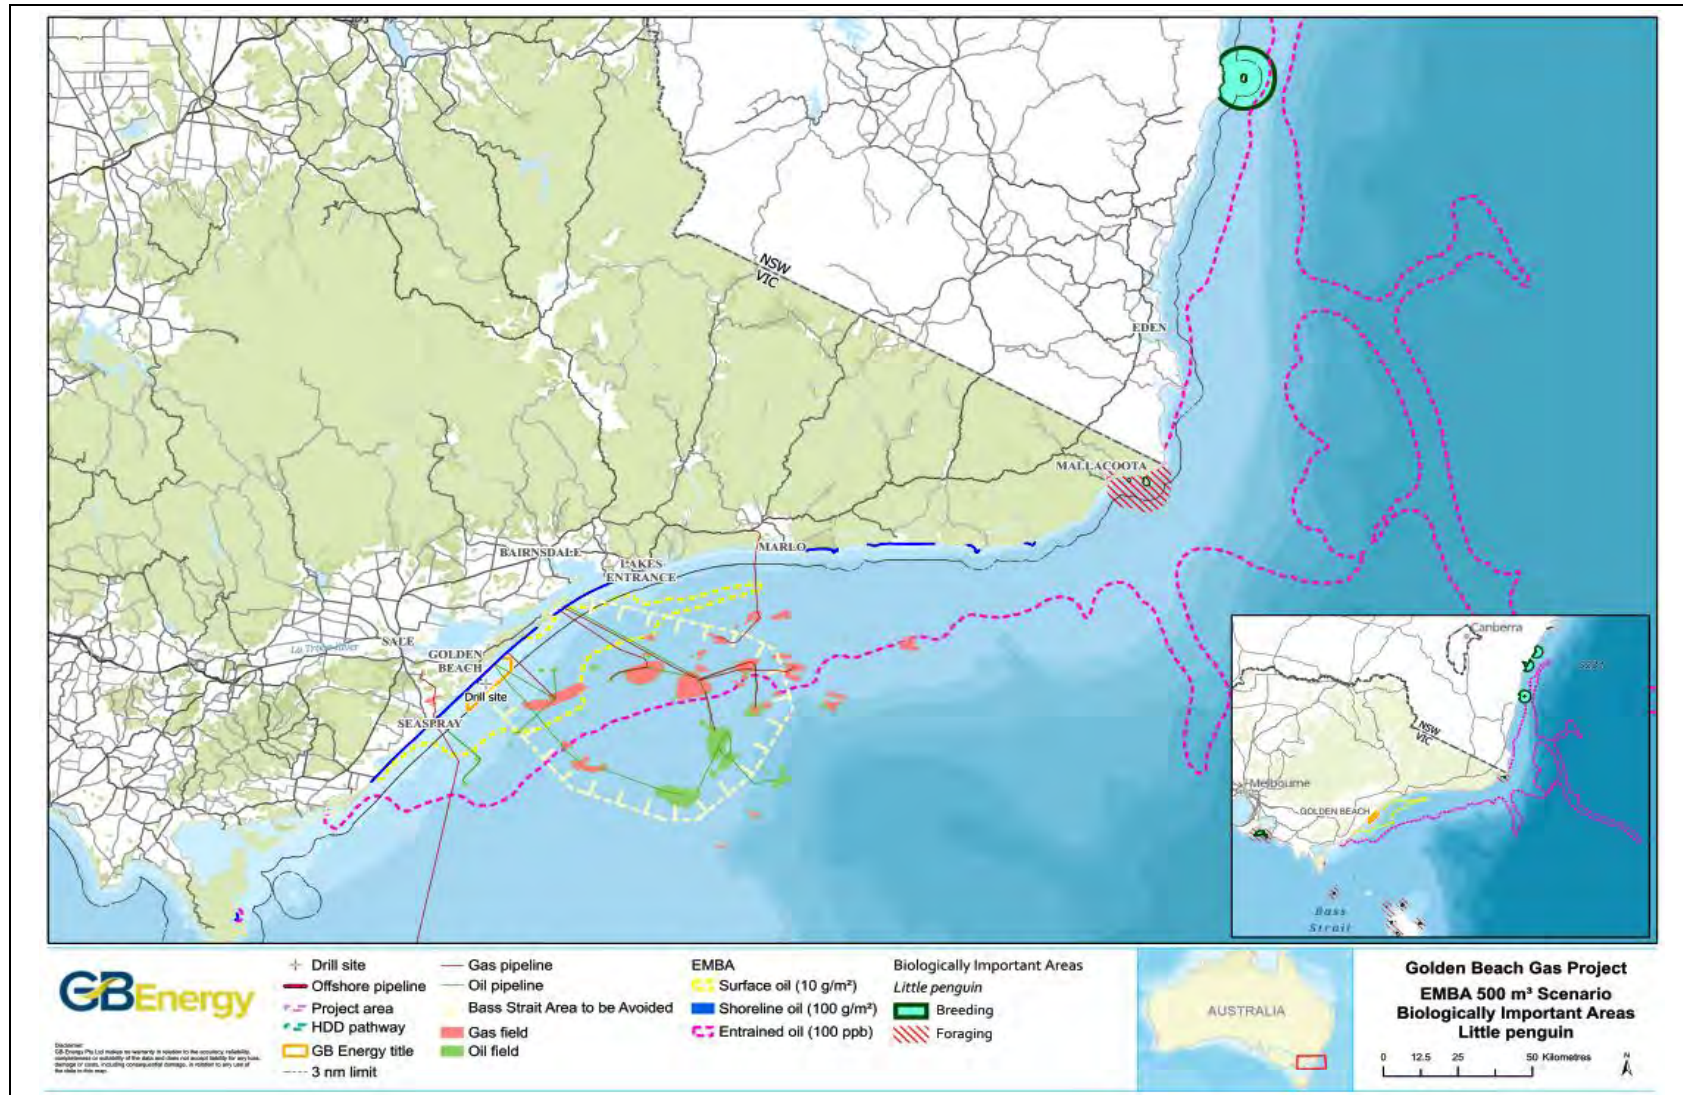 NSW
VIC
EDEN
MALLACOOTA
BAIRNSDALE
LAKES
ENTRANCE
MARLO
SALE
GOLDEN
BEACH
Drill site
SEASPRAY
Canberra
NSW
VIC
Melbourne
GOLDEN BEACH
Bass
Strait
GBEnergy
Disclaimer:
Drill site
Offshore pipeline
Project area
HDD pathway
GB Energy title
3 nm limit
Gas pipeline
Oil pipeline
Bass Strait Area to be Avoided
Gas field
Oil field
EMBA
Surface oil (10 g/m²)
Shoreline oil (100 g/m²)
Entrained oil (100 ppb)
Biologically Important Areas
Little penguin
Breeding
Foraging
AUSTRALIA
Golden Beach Gas Project
EMBA 500 m³ Scenario
Biologically Important Areas
Little penguin
0 12.5 25 50 Kilometres
N